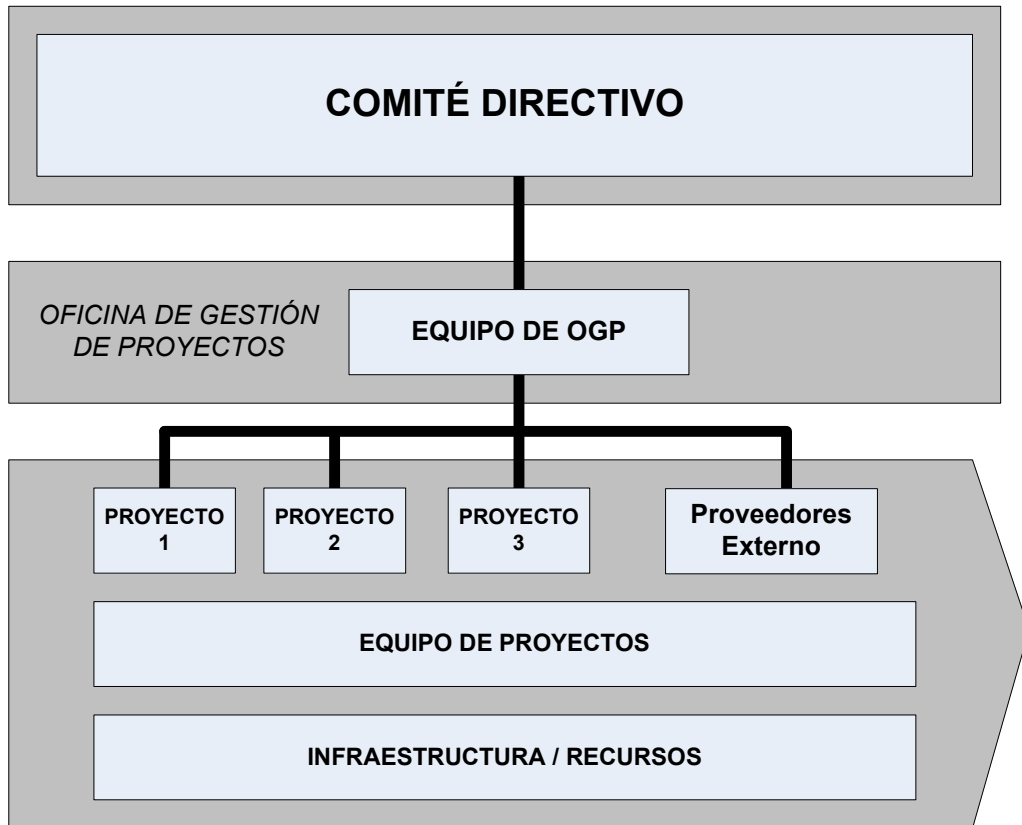 COMITÉ DIRECTIVO
OFICINA DE GESTIÓN
DE PROYECTOS
EQUIPO DE OGP
PROYECTO
1
PROYECTO
2
PROYECTO
3
Proveedores
Externo
EQUIPO DE PROYECTOS
INFRAESTRUCTURA / RECURSOS